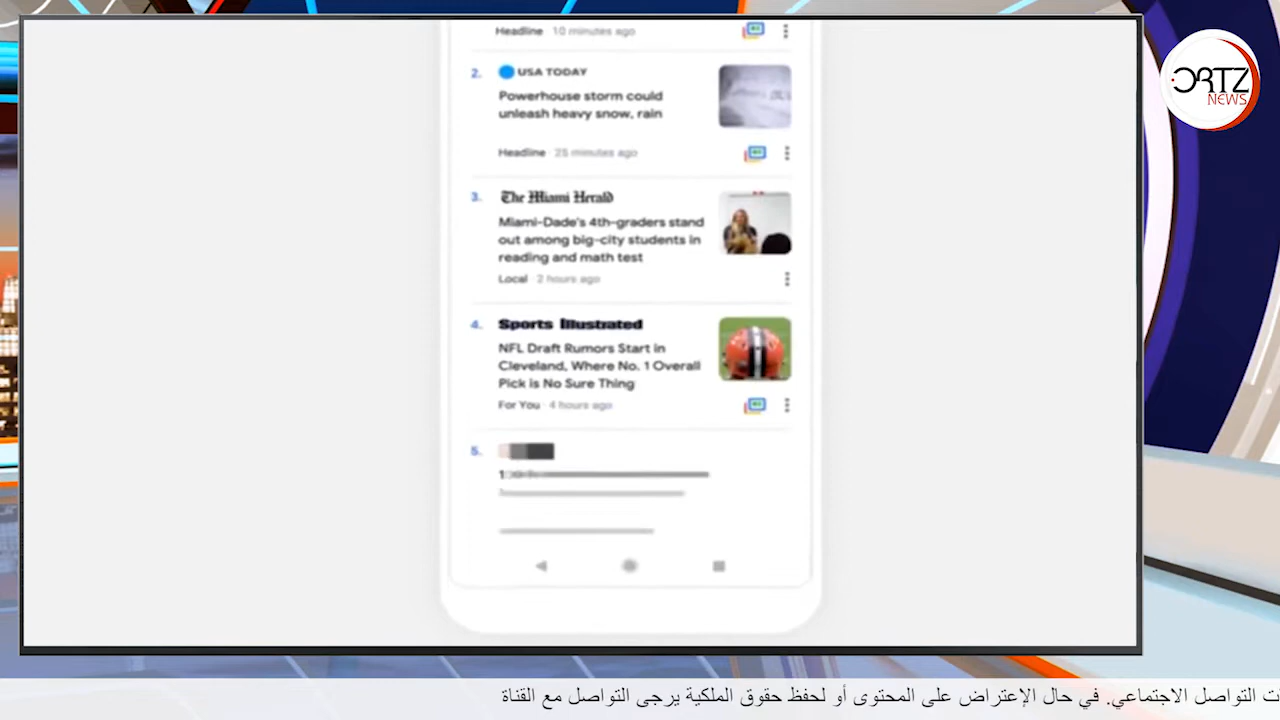 Headline · 10 minutes ago
ORTZ
NEWS
2. USA TODAY
Powerhouse storm could
unleash heavy snow, rain
Headline · 25 minutes ago
3. The Miami Herald
Miami-Dade's 4th-graders stand
out among big-city students in
reading and math test
Local · 2 hours ago
4. Sports Illustrated
NFL Draft Rumors Start in
Cleveland, Where No. 1 Overall
Pick is No Sure Thing
For You · 4 hours ago
5.
ت التواصل الاجتماعي. في حال الإعتراض على المحتوى أو لحفظ حقوق الملكية يرجى التواصل مع القناة